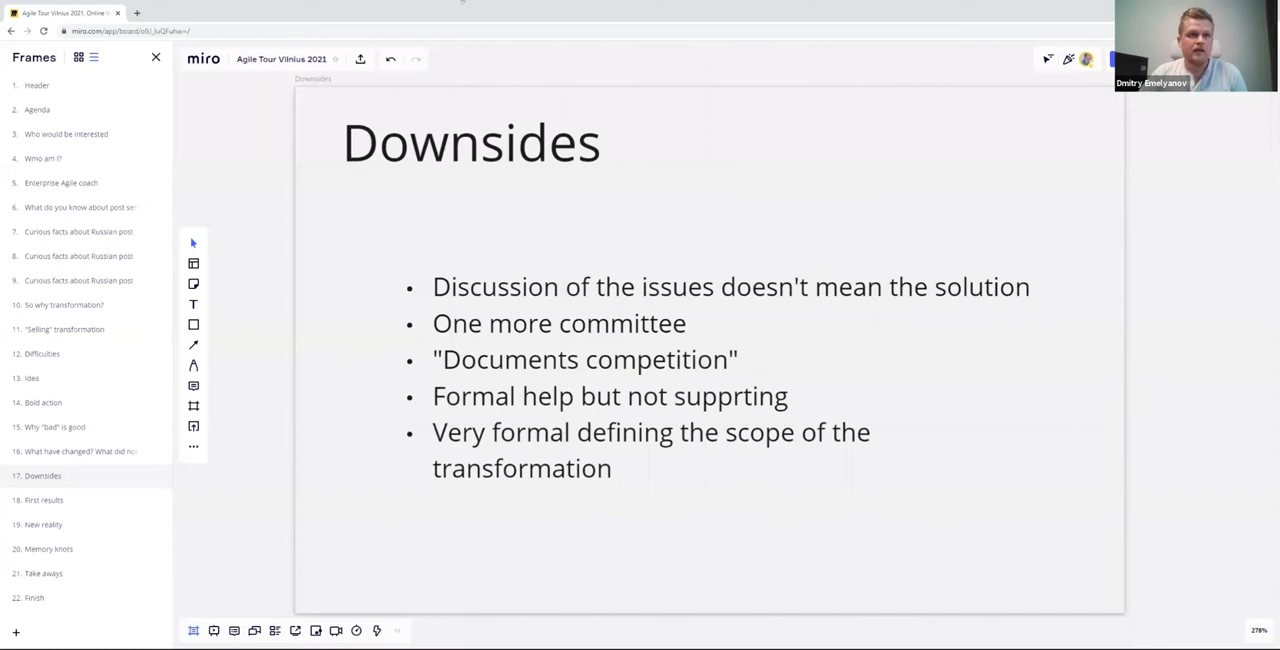 Agile Tour Vilnius 2021, Online
miro.com/app/board/o9J_luQFuhw=/
Frames
miro
Agile Tour Vilnius 2021
Dmitry Emelyanov
1. Header
2. Agenda
3. Who would be interested
4. Wmo am I?
5. Enterprise Agile coach
6. What do you know about post ser
7. Curious facts about Russian post
8. Curious facts about Russian post
9. Curious facts about Russian post
10. So why transformation?
11. "Selling" transformation
12. Difficulties
13. Idea
14. Bold action
15. Why "bad" is good
16. What have changed? What did no
17. Downsides
18. First results
19. New reality
20. Memory knots
21. Take aways
22. Finish
Downsides
Downsides
• Discussion of the issues doesn't mean the solution
• One more committee
• "Documents competition"
• Formal help but not supprting
• Very formal defining the scope of the
transformation
278%